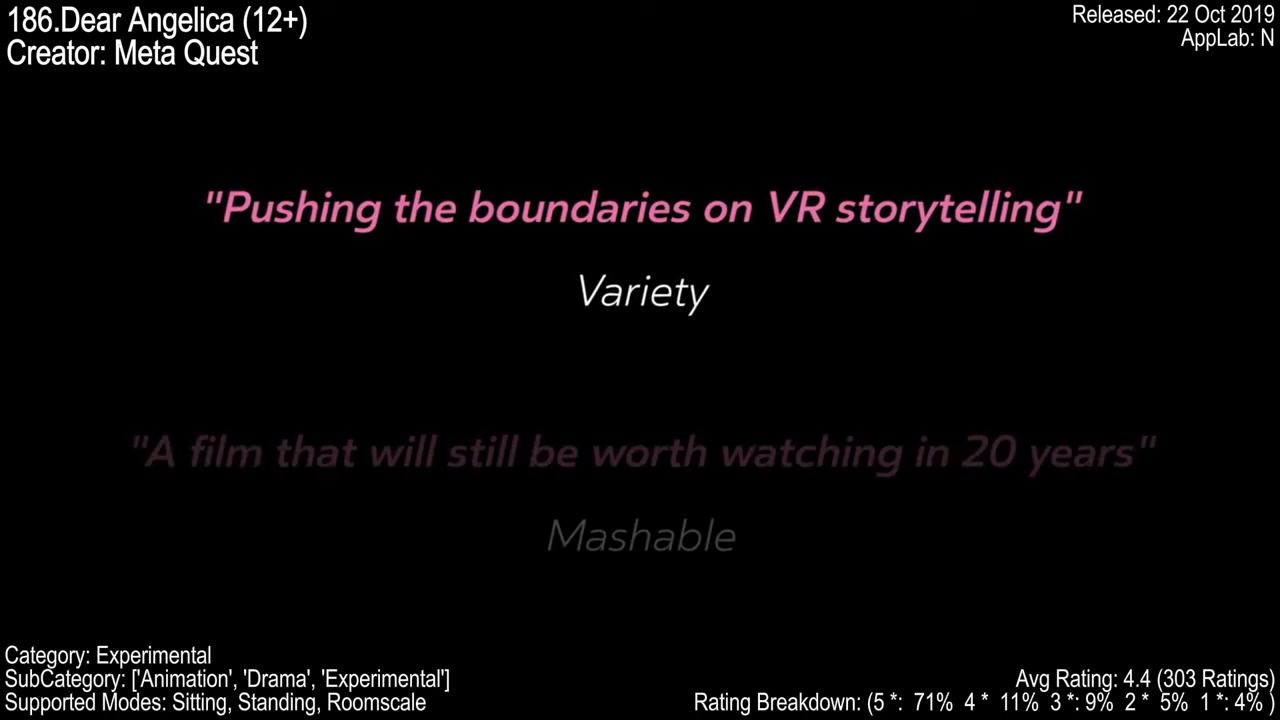 186.Dear Angelica (12+)
Creator: Meta Quest
Released: 22 Oct 2019
AppLab: N
"Pushing the boundaries on VR storytelling"
Variety
"A film that will still be worth watching in 20 years"
Mashable
Category: Experimental
SubCategory: ['Animation', 'Drama', 'Experimental']
Supported Modes: Sitting, Standing, Roomscale
Avg Rating: 4.4 (303 Ratings)
Rating Breakdown: (5 *: 71% 4 * 11% 3 *: 9% 2 * 5% 1 *: 4% )